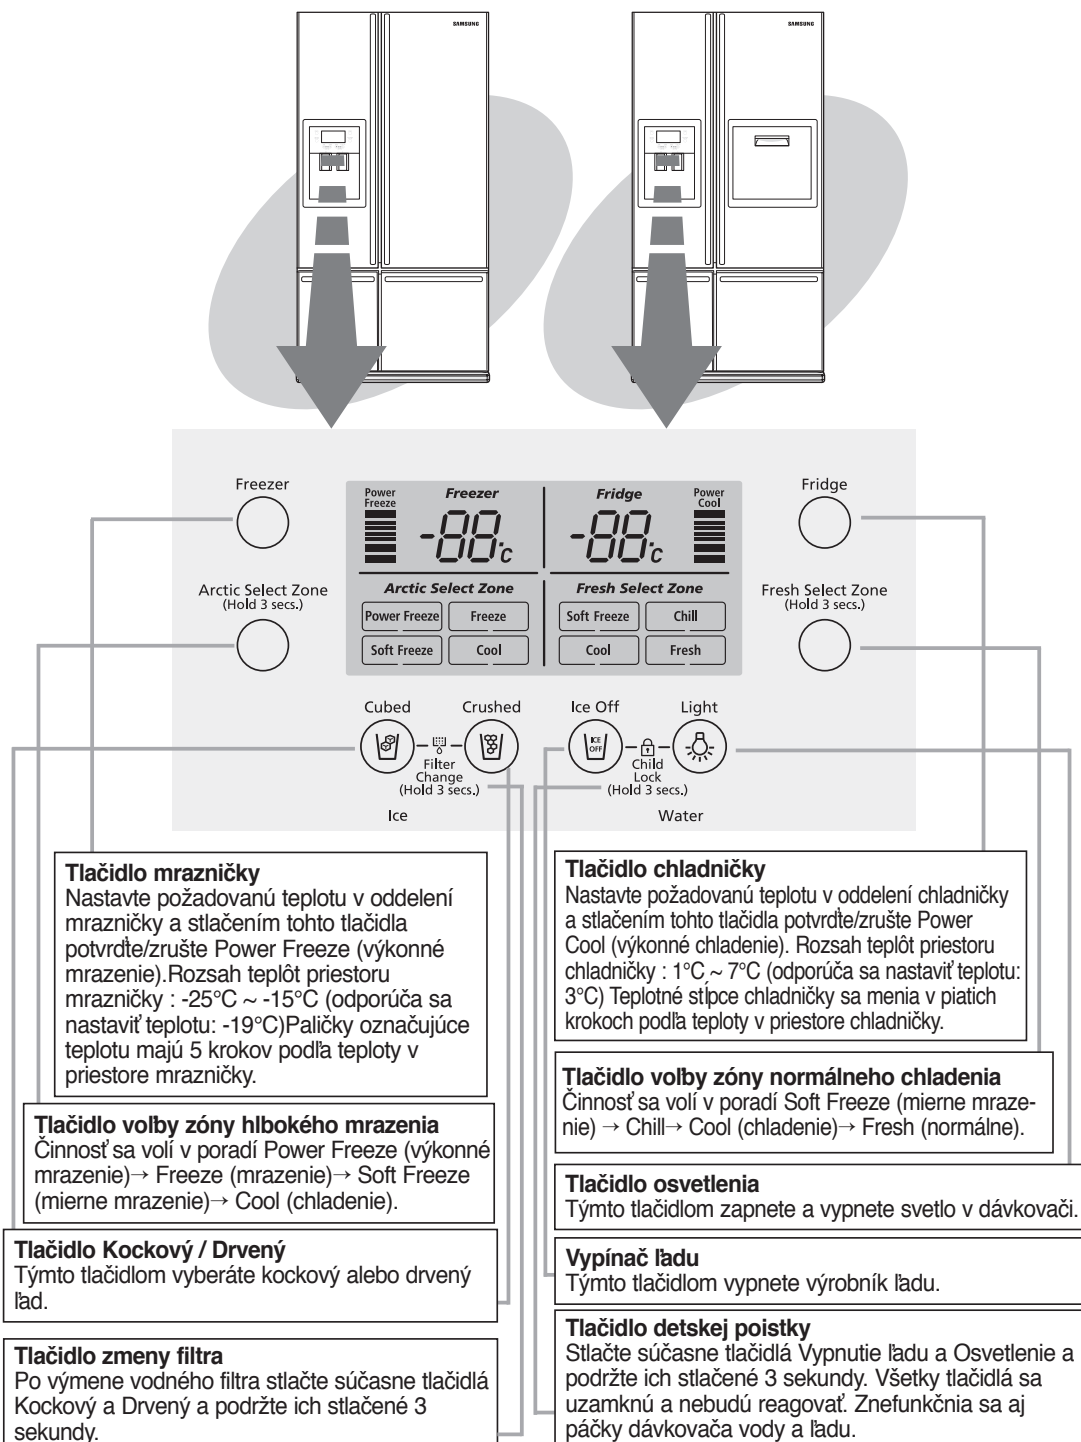 SAMSUNG
SAMSUNG
Freezer
Fridge
Power
Freeze
Freezer
Fridge
Power
Cool
-88°C
-88°C
Arctic Select Zone
(Hold 3 secs.)
Arctic Select Zone
Fresh Select Zone
Fresh Select Zone
(Hold 3 secs.)
Power Freeze
Freeze
Soft Freeze
Chill
Soft Freeze
Cool
Cool
Fresh
Cubed
Crushed
Ice Off
Light
ICE
OFF
Filter
Change
(Hold 3 secs.)
Child
Lock
(Hold 3 secs.)
Ice
Water
Tlačidlo mrazničky
Nastavte požadovanú teplotu v oddelení
mrazničky a stlačením tohto tlačidla
potvrďte/zrušte Power Freeze (výkonné
mrazenie).Rozsah teplôt priestoru
mrazničky : -25°C ~ -15°C (odporúča sa
nastaviť teplotu: -19°C)Paličky označujúce
teplotu majú 5 krokov podľa teploty v
priestore mrazničky.
Tlačidlo voľby zóny hlbokého mrazenia
Činnosť sa volí v poradí Power Freeze (výkonné
mrazenie)→ Freeze (mrazenie)→ Soft Freeze
(mierne mrazenie)→ Cool (chladenie).
Tlačidlo Kockový / Drvený
Týmto tlačidlom vyberáte kockový alebo drvený
ľad.
Tlačidlo zmeny filtra
Po výmene vodného filtra stlačte súčasne tlačidlá
Kockový a Drvený a podržte ich stlačené 3
sekundy.
Tlačidlo chladničky
Nastavte požadovanú teplotu v oddelení chladničky
a stlačením tohto tlačidla potvrďte/zrušte Power
Cool (výkonné chladenie). Rozsah teplôt priestoru
chladničky : 1°C ~ 7°C (odporúča sa nastaviť teplotu:
3°C) Teplotné stĺpce chladničky sa menia v piatich
krokoch podľa teploty v priestore chladničky.
Tlačidlo voľby zóny normálneho chladenia
Činnosť sa volí v poradí Soft Freeze (mierne mraze-
nie) → Chill→ Cool (chladenie)→ Fresh (normálne).
Tlačidlo osvetlenia
Týmto tlačidlom zapnete a vypnete svetlo v dávkovači.
Vypínač ľadu
Týmto tlačidlom vypnete výrobník ľadu.
Tlačidlo detskej poistky
Stlačte súčasne tlačidlá Vypnutie ľadu a Osvetlenie a
podržte ich stlačené 3 sekundy. Všetky tlačidlá sa
uzamknú a nebudú reagovať. Znefunkčnia sa aj
páčky dávkovača vody a ľadu.